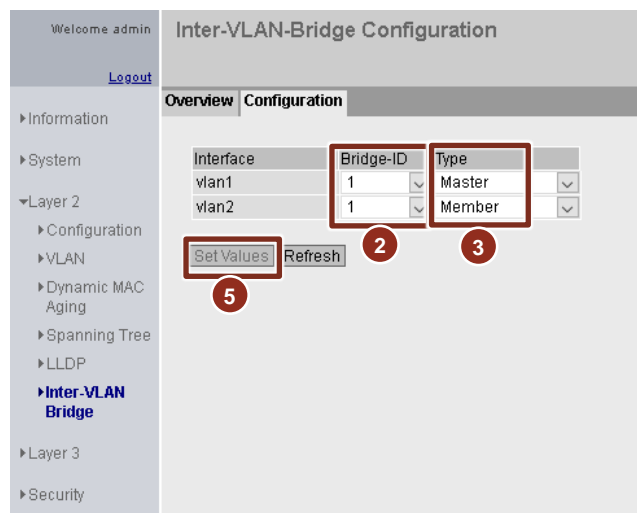 Welcome admin
Logout
Inter-VLAN-Bridge Configuration
Overview Configuration
▶Information
▶System
▼Layer 2
▶Configuration
▶VLAN
▶Dynamic MAC
Aging
▶Spanning Tree
▶LLDP
▶Inter-VLAN
Bridge
▶Layer 3
▶Security
Interface Bridge-ID Type
vlan1 1 Master
vlan2 1 Member
Set Values Refresh
2
3
5